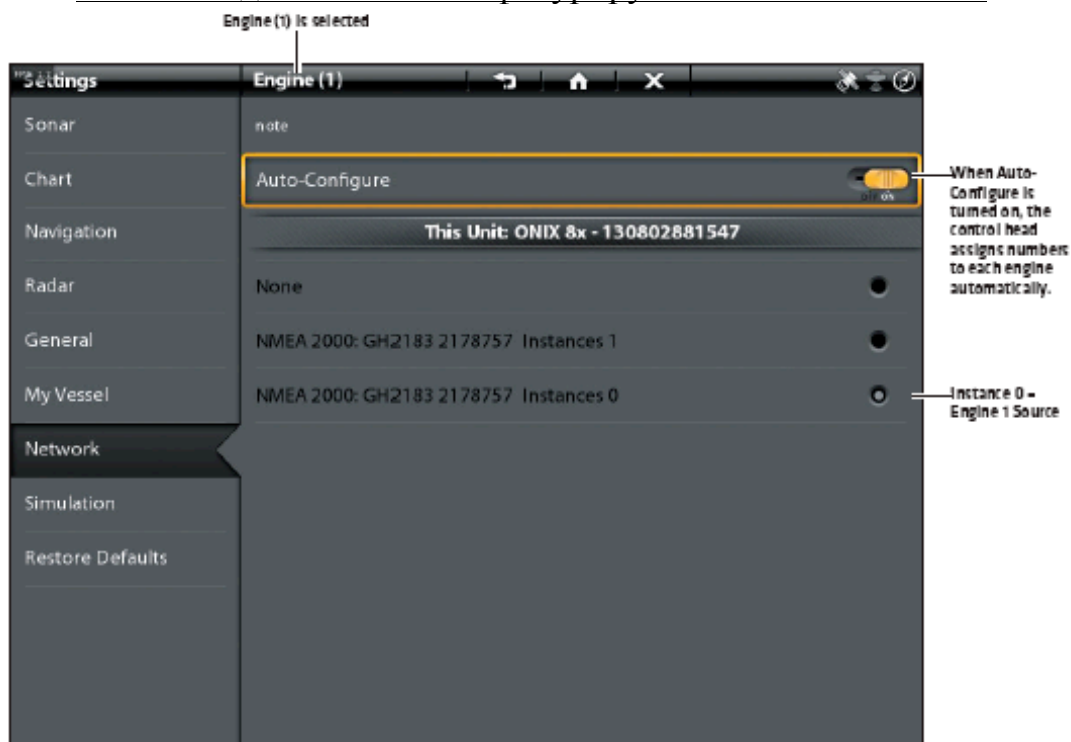 Engine (1) is selected
Settings
Engine (1)
Sonar
note
Chart
Auto-Configure
off on
Navigation
This Unit: ONIX 8x - 130802881547
Radar
None
General
NMEA 2000: GH2183 2178757 Instances 1
My Vessel
NMEA 2000: GH2183 2178757 Instances 0
Network
Simulation
Restore Defaults
When Auto-
Configure is
turned on, the
control head
assigns numbers
to each engine
automatically.
Instance 0 =
Engine 1 Source